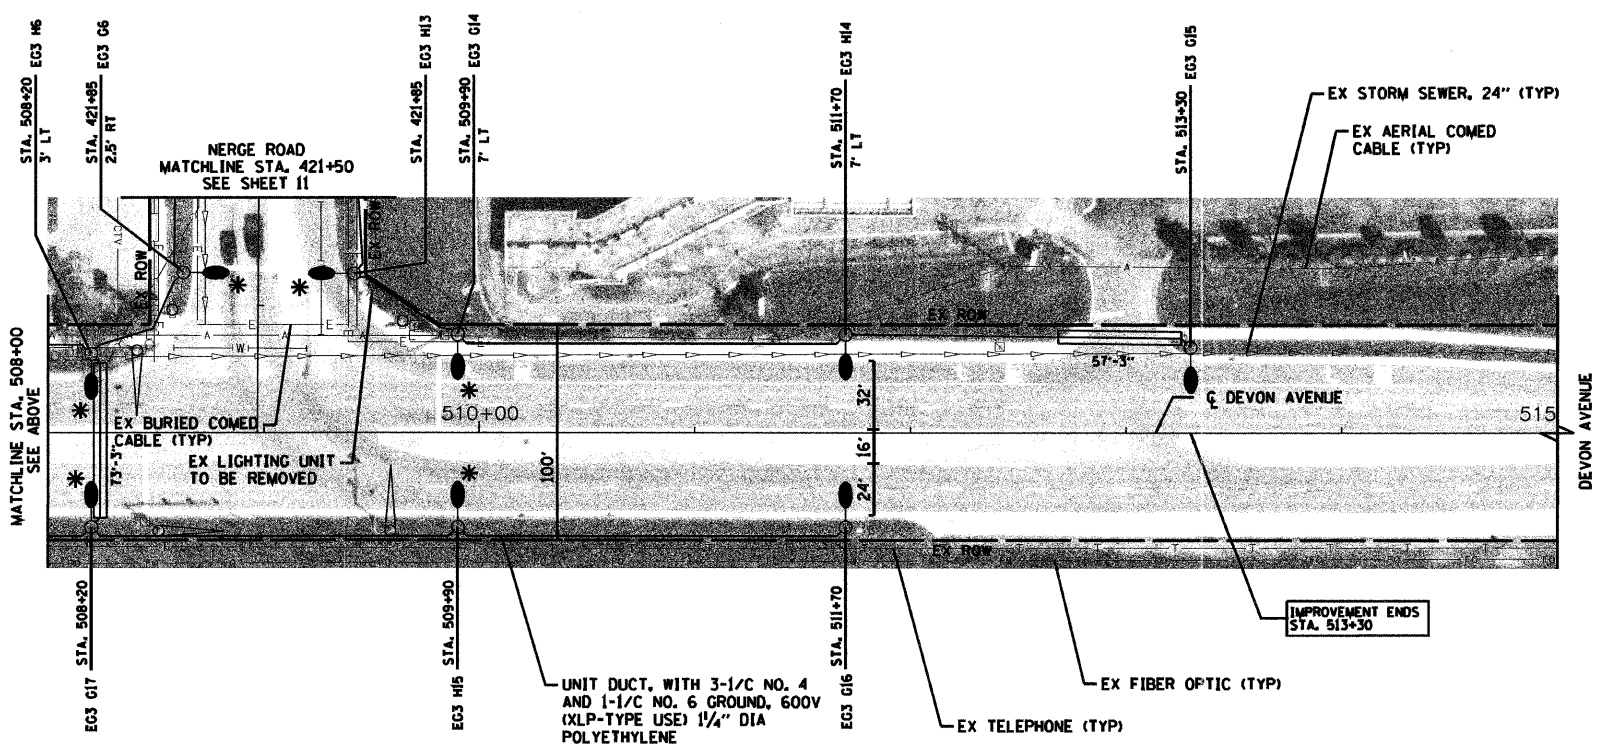 STA. 508+20 EG3 H6
3' LT
STA. 421+85 EG3 G6
2.5' RT
STA. 421+85 EG3 H13
STA. 509+90 EG3 G14
7' LT
STA. 511+70 EG3 H14
7' LT
STA. 513+30 EG3 G15
NERGE ROAD
MATCHLINE STA. 421+50
SEE SHEET 11
EX STORM SEWER, 24" (TYP)
EX AERIAL COMED
CABLE (TYP)
CTV
EX ROW
EX ROW
EX ROW
57'-3"
32'
16'
24'
100'
73'-3"
510+00
515
℄ DEVON AVENUE
DEVON AVENUE
MATCHLINE STA. 508+00
SEE ABOVE
EX BURIED COMED
CABLE (TYP)
EX LIGHTING UNIT
TO BE REMOVED
A
A
A
A
E
E
W
EX ROW
IMPROVEMENT ENDS
STA. 513+30
EG3 G17 STA. 508+20
EG3 H15 STA. 509+90
EG3 G16 STA. 511+70
UNIT DUCT, WITH 3-1/C NO. 4
AND 1-1/C NO. 6 GROUND, 600V
(XLP-TYPE USE) 1¼" DIA
POLYETHYLENE
EX FIBER OPTIC (TYP)
EX TELEPHONE (TYP)